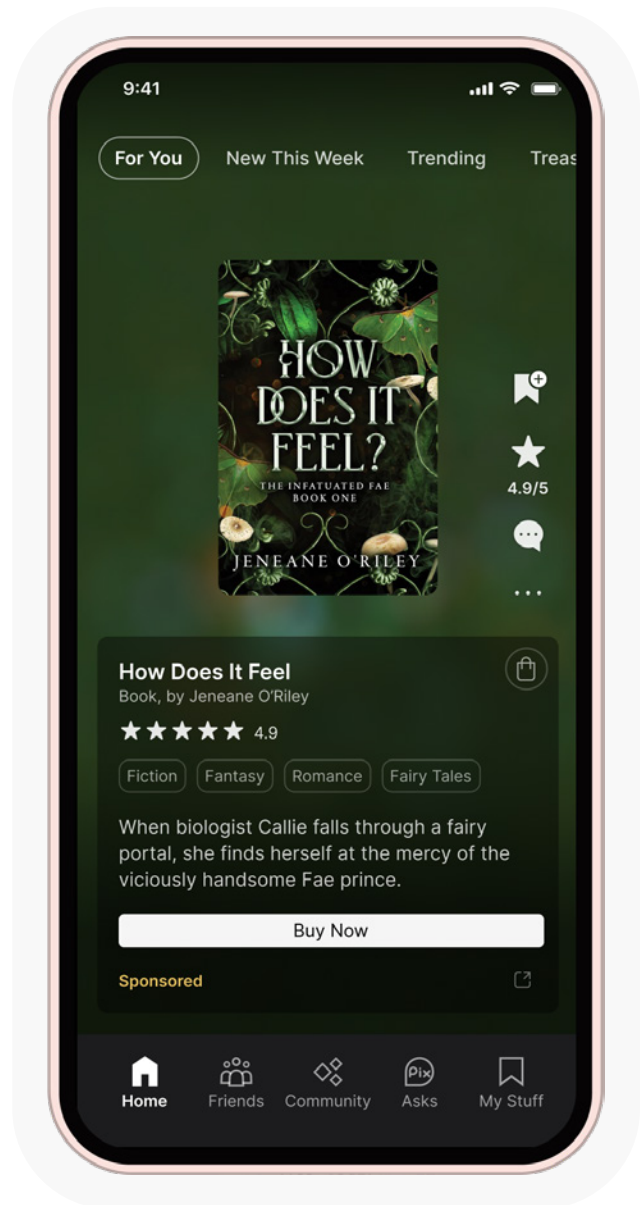 9:41
For You New This Week Trending Treas
HOW
DOES IT
FEEL?
THE INFATUATED FAE
BOOK ONE
JENEANE O'RILEY
4.9/5
How Does It Feel
Book, by Jeneane O'Riley
4.9
Fiction Fantasy Romance Fairy Tales
When biologist Callie falls through a fairy
portal, she finds herself at the mercy of the
viciously handsome Fae prince.
Buy Now
Sponsored
Pix
Home Friends Community Asks My Stuff